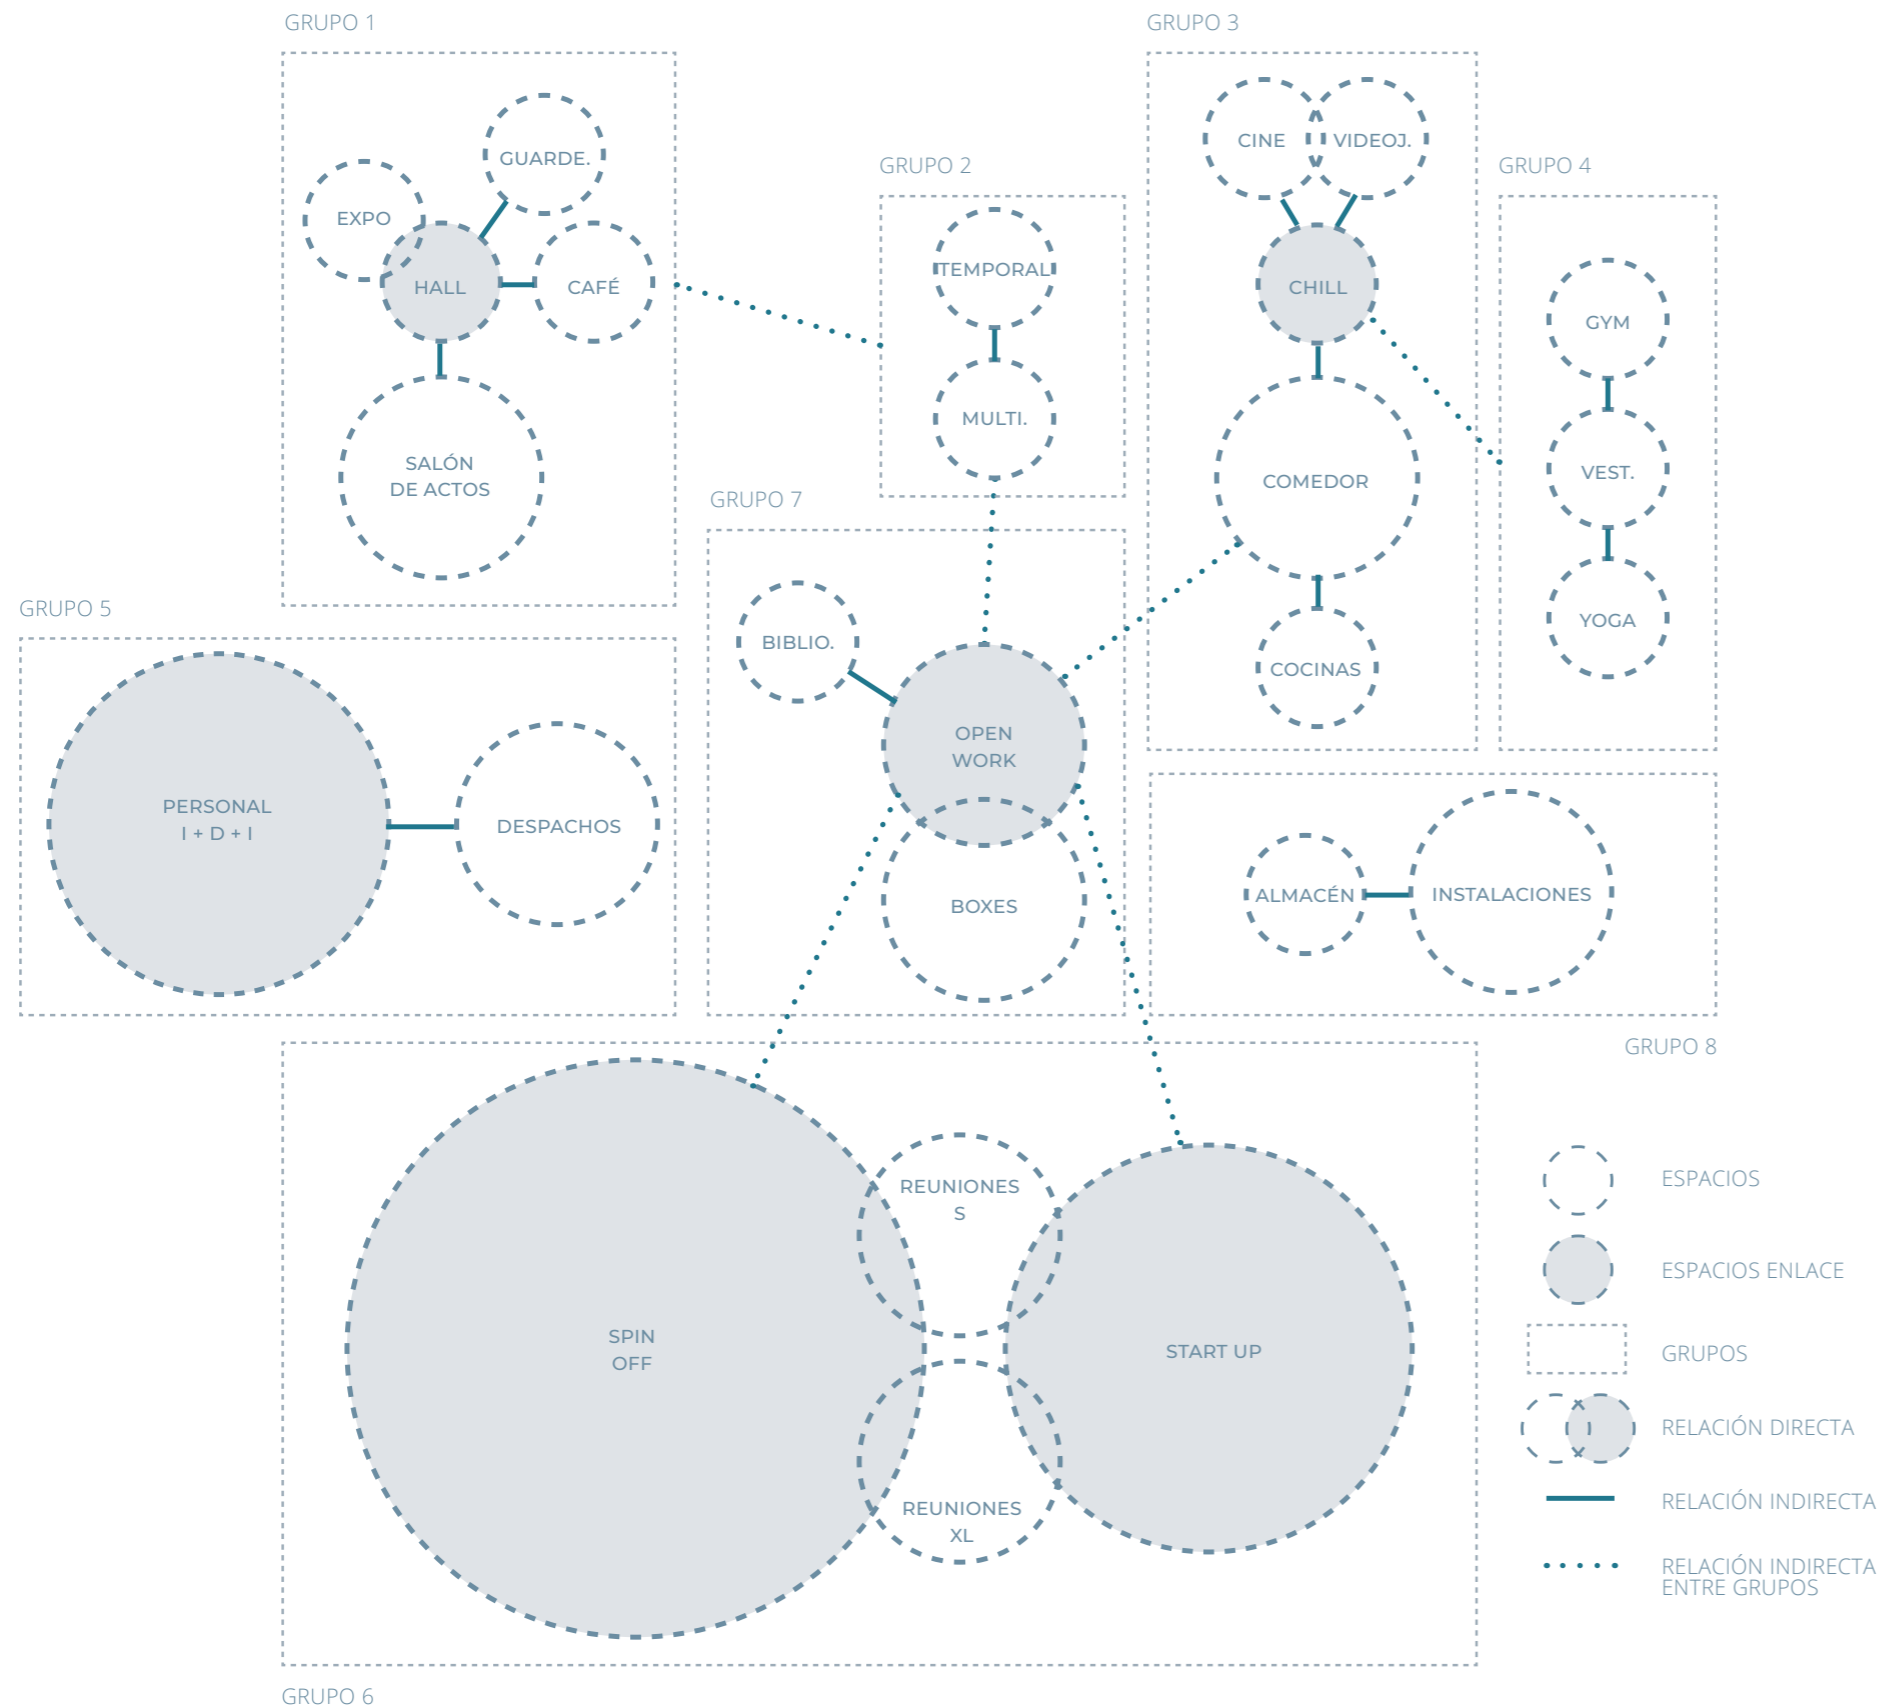 GRUPO 1
EXPO
GUARDE.
HALL
CAFÉ
SALÓN
DE ACTOS
GRUPO 2
TEMPORAL
MULTI.
GRUPO 3
CINE
VIDEOJ.
CHILL
COMEDOR
COCINAS
GRUPO 4
GYM
VEST.
YOGA
GRUPO 5
PERSONAL
I + D + I
DESPACHOS
GRUPO 7
BIBLIO.
OPEN
WORK
BOXES
ALMACÉN
INSTALACIONES
GRUPO 8
SPIN
OFF
REUNIONES
S
START UP
REUNIONES
XL
GRUPO 6
ESPACIOS
ESPACIOS ENLACE
GRUPOS
RELACIÓN DIRECTA
RELACIÓN INDIRECTA
RELACIÓN INDIRECTA
ENTRE GRUPOS